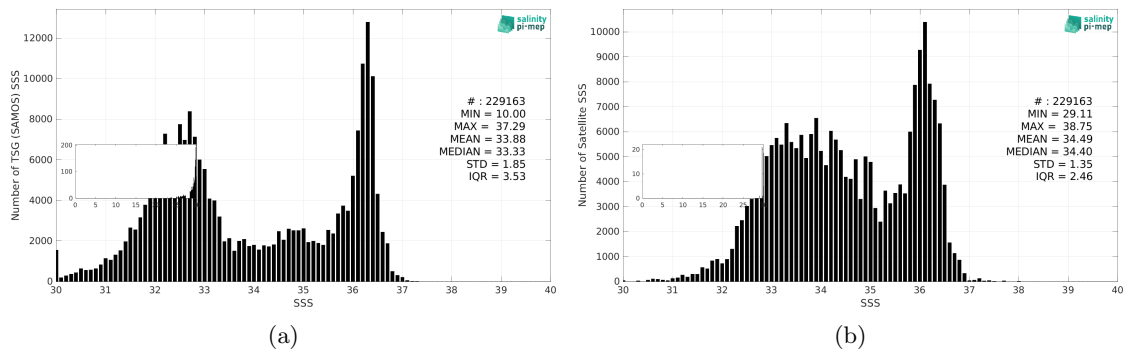 salinity
pi-mep
Number of TSG (SAMOS) SSS
12000
10000
8000
6000
4000
2000
0
200
100
0
0 5 10 15 20 25
# : 229163
MIN = 10.00
MAX = 37.29
MEAN = 33.88
MEDIAN = 33.33
STD = 1.85
IQR = 3.53
30 31 32 33 34 35 36 37 38 39 40
SSS
(a)
salinity
pi-mep
Number of Satellite SSS
10000
9000
8000
7000
6000
5000
4000
3000
2000
1000
0
20
10
0
0 5 10 15 20 25
# : 229163
MIN = 29.11
MAX = 38.75
MEAN = 34.49
MEDIAN = 34.40
STD = 1.35
IQR = 2.46
30 31 32 33 34 35 36 37 38 39 40
SSS
(b)